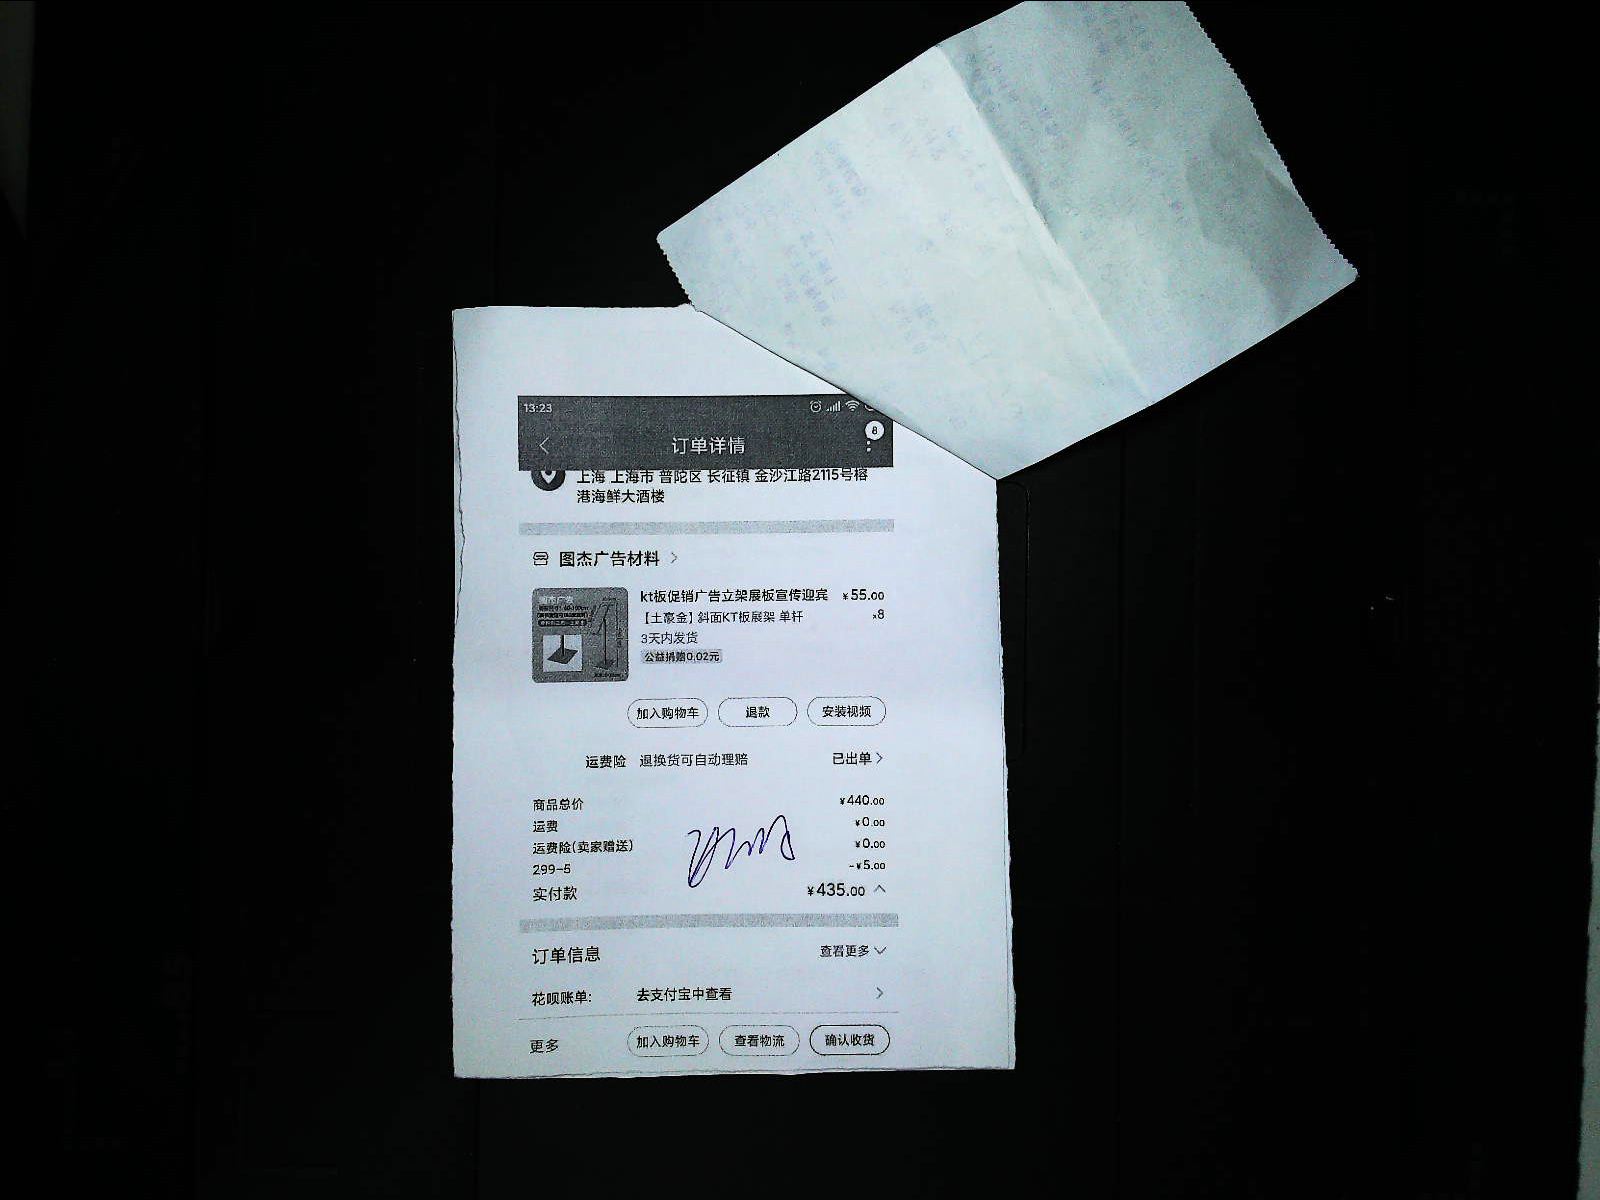 13:23
8
订单详情
上海 上海市 普陀区 长征镇 金沙江路2115号榕
港海鲜大酒楼
图杰广告材料
kt板促销广告立架展板宣传迎宾 ¥55.00
【土豪金】斜面KT板展架 单杆 ×8
3天内发货
公益捐赠0.02元
加入购物车 退款 安装视频
运费险 退换货可自动理赔 已出单
商品总价 ¥440.00
运费 ¥0.00
运费险(卖家赠送) ¥0.00
299-5 -¥5.00
实付款 ¥435.00
订单信息 查看更多
花呗账单: 去支付宝中查看
更多 加入购物车 查看物流 确认收货